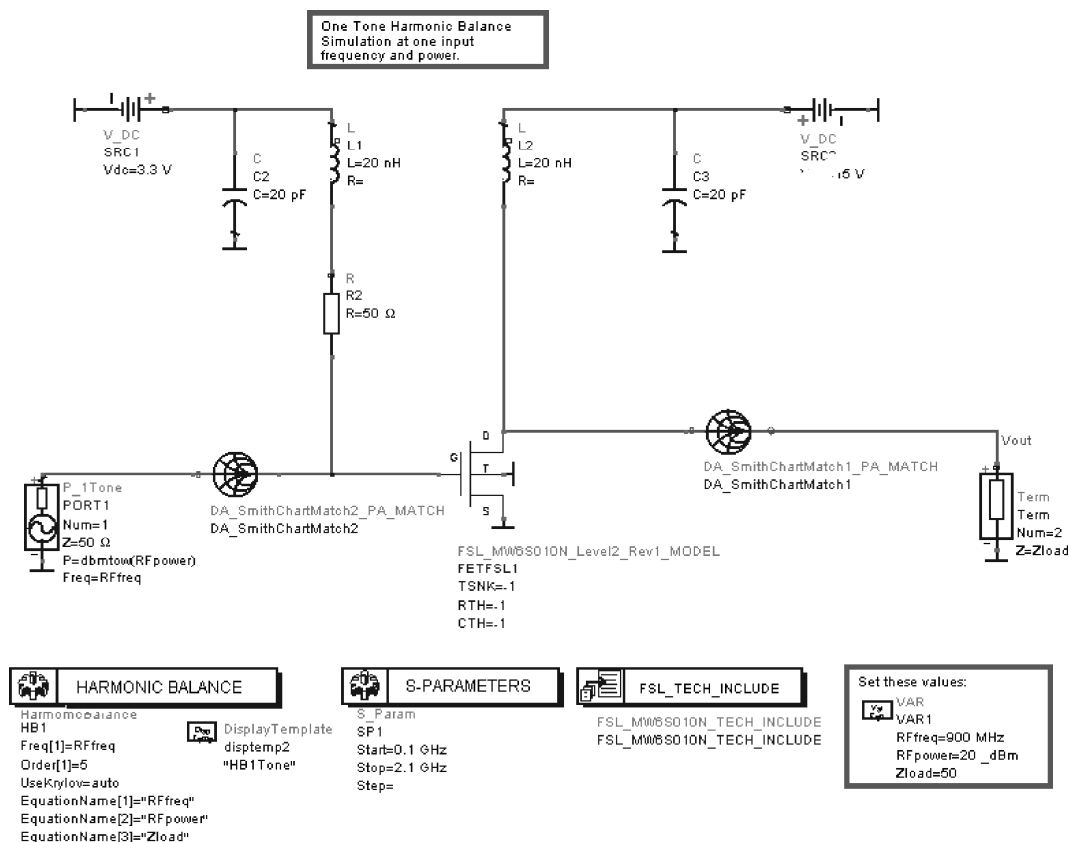 One Tone Harmonic Balance
Simulation at one input
frequency and power.
V_DC
SRC1
Vdc=3.3 V
C
C2
C=20 pF
L
L1
L=20 nH
R=
L
L2
L=20 nH
R=
C
C3
C=20 pF
V_DC
R
R2
R=50 Ω
P_1Tone
PORT1
Num=1
Z=50 Ω
P=dbmtow(RFpower)
Freq=RFfreq
DA_SmithChartMatch2_PA_MATCH
DA_SmithChartMatch2
G
D
T
S
FSL_MW6S010N_Level2_Rev1_MODEL
FETFSL1
TSNK=-1
RTH=-1
CTH=-1
DA_SmithChartMatch1_PA_MATCH
DA_SmithChartMatch1
Vout
Term
Term
Num=2
Z=Zload
HARMONIC BALANCE
HarmonicBalance
HB1
Freq[1]=RFfreq
Order[1]=5
UseKrylov=auto
EquationName[1]="RFfreq"
EquationName[2]="RFpower"
EquationName[3]="Zload"
DisplayTemplate
disptemp2
"HB1Tone"
S-PARAMETERS
S_Param
SP1
Start=0.1 GHz
Stop=2.1 GHz
Step=
FSL_TECH_INCLUDE
FSL_MW6S010N_TECH_INCLUDE
FSL_MW6S010N_TECH_INCLUDE
Set these values:
VAR
VAR1
RFfreq=900 MHz
RFpower=20 _dBm
Zload=50